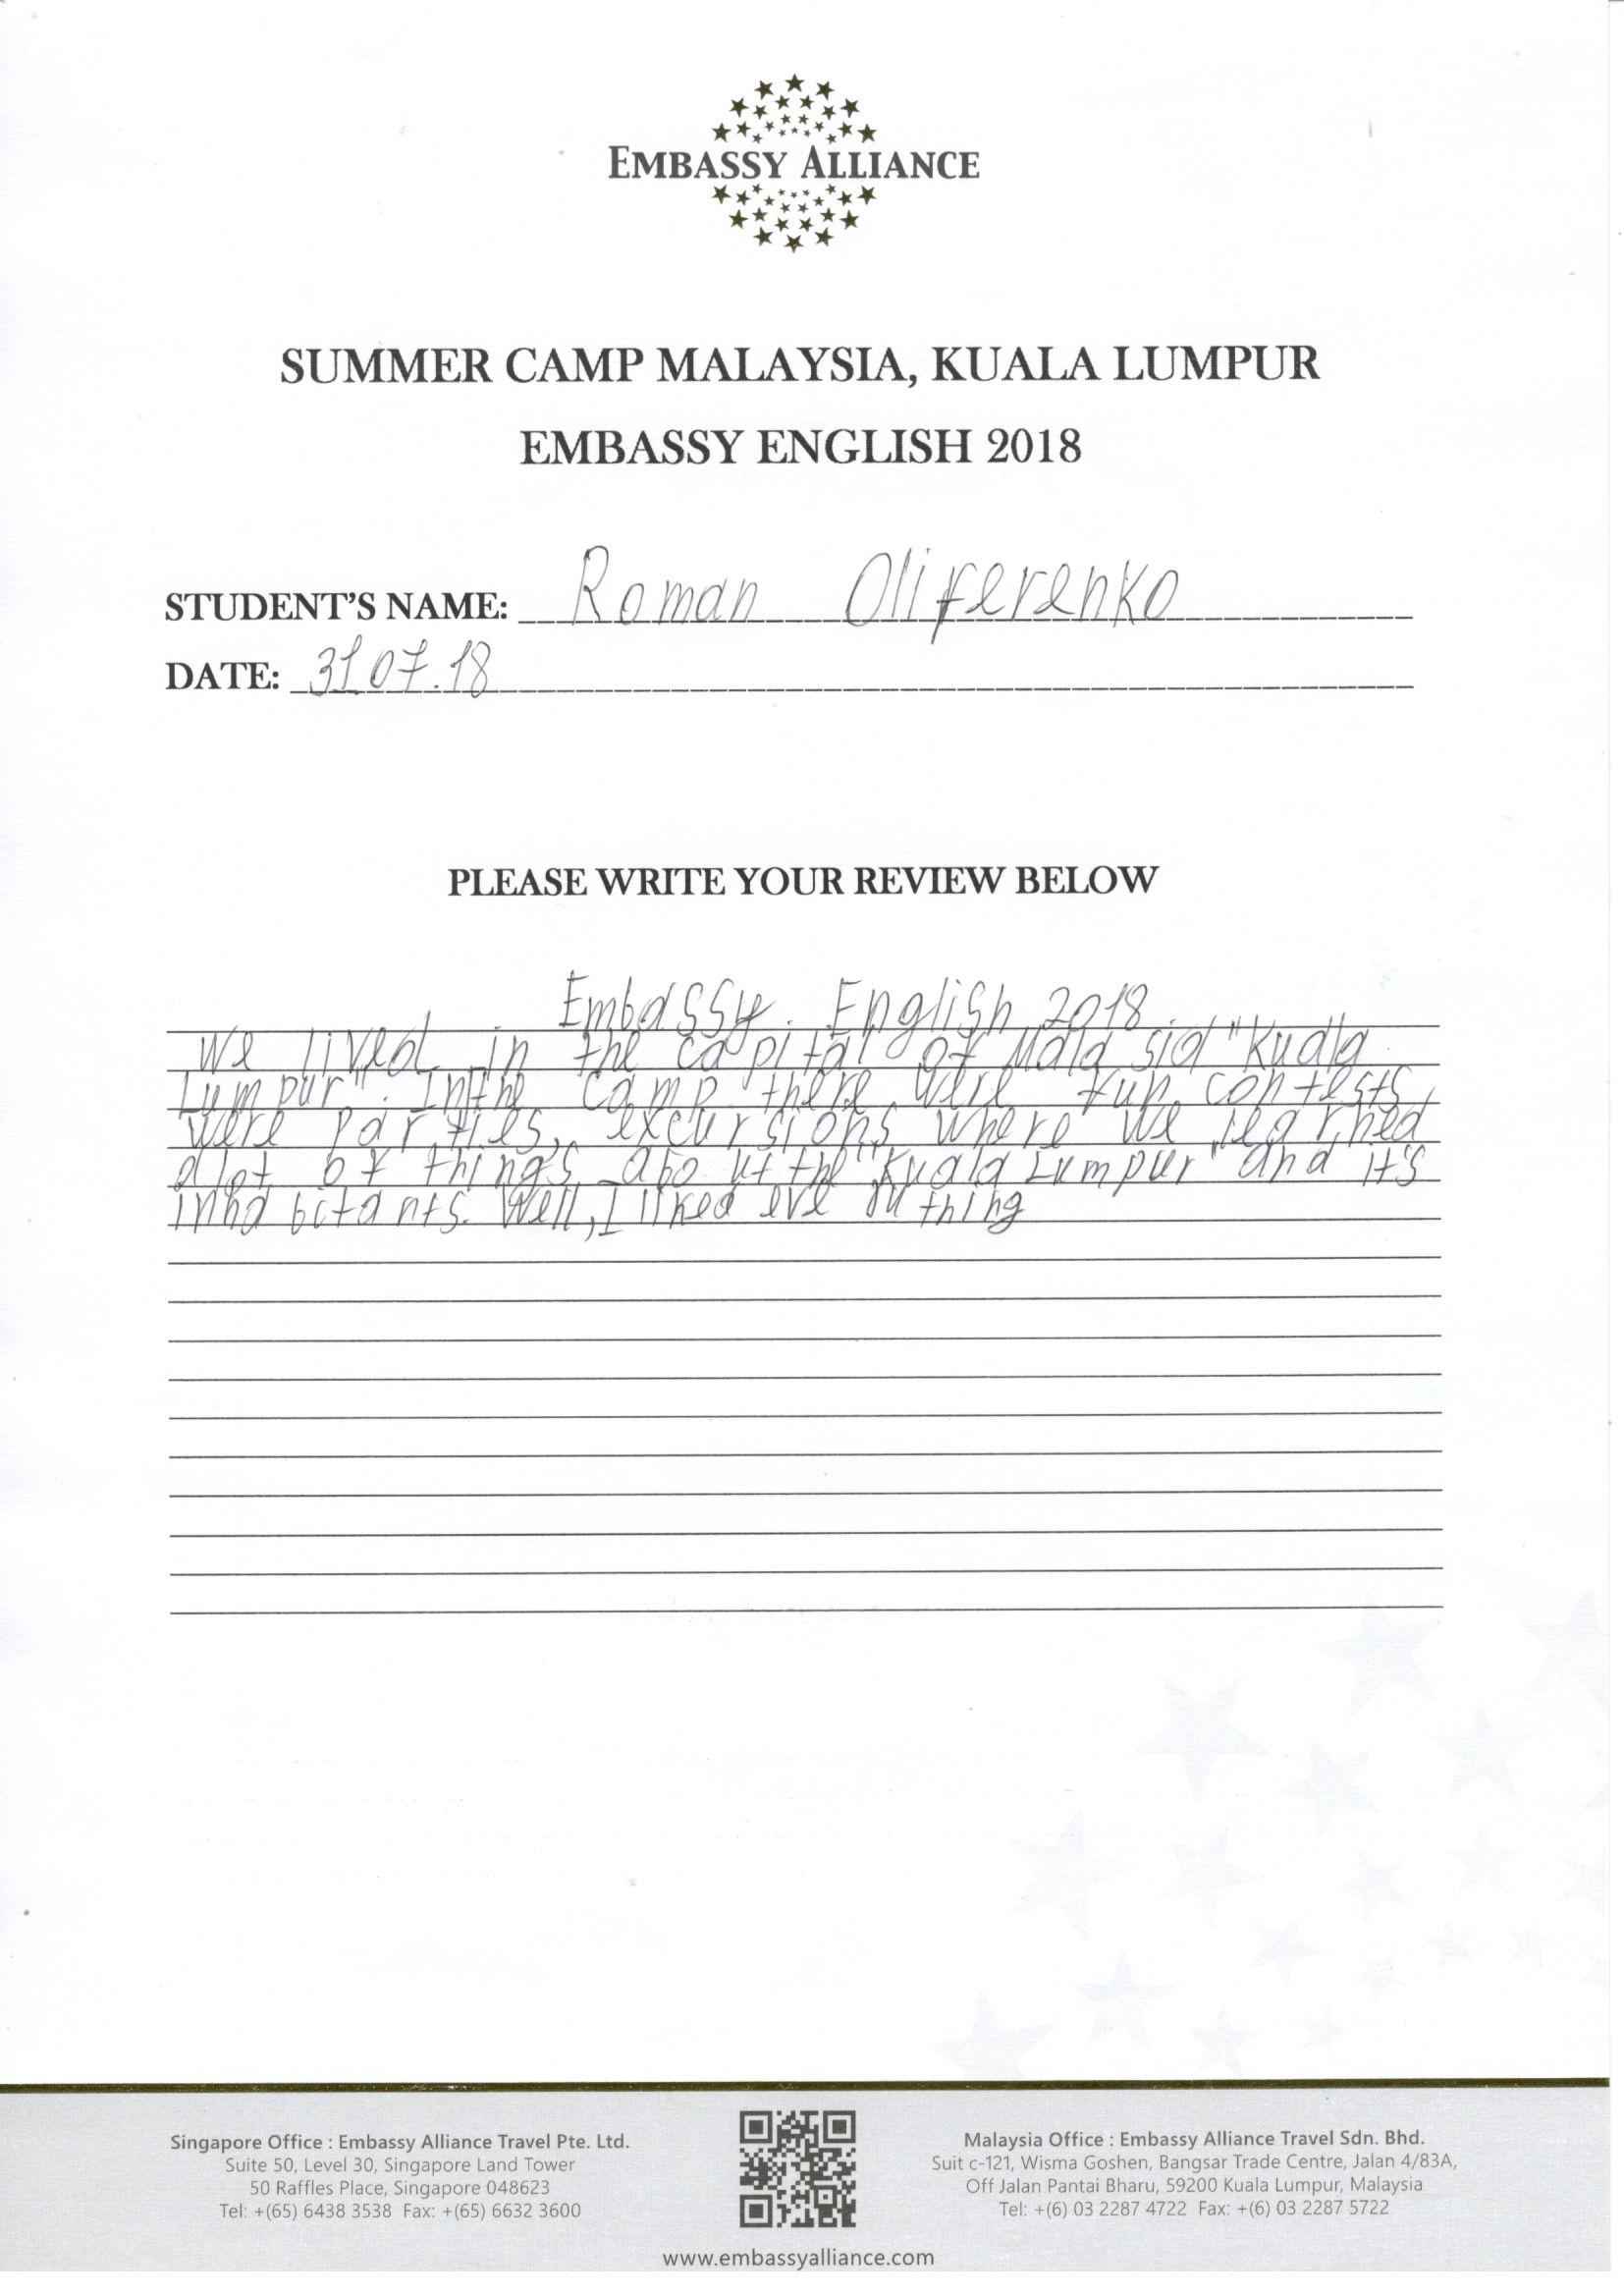 EMBASSY ALLIANCE
SUMMER CAMP MALAYSIA, KUALA LUMPUR
EMBASSY ENGLISH 2018
STUDENT'S NAME: Roman Oliferenko
DATE: 31.07.18
PLEASE WRITE YOUR REVIEW BELOW
Embassy English 2018
We lived in the capital of Malasia "Kuala
Lumpur". In the camp there were fun contests,
were parties, excursions where we learned
a lot of things about the "Kuala Lumpur" and it's
inhabitants. Well, I liked everything
Singapore Office : Embassy Alliance Travel Pte. Ltd.
Suite 50, Level 30, Singapore Land Tower
50 Raffles Place, Singapore 048623
Tel: +(65) 6438 3538 Fax: +(65) 6632 3600
Malaysia Office : Embassy Alliance Travel Sdn. Bhd.
Suit c-121, Wisma Goshen, Bangsar Trade Centre, Jalan 4/83A,
Off Jalan Pantai Bharu, 59200 Kuala Lumpur, Malaysia
Tel: +(6) 03 2287 4722 Fax: +(6) 03 2287 5722
www.embassyalliance.com